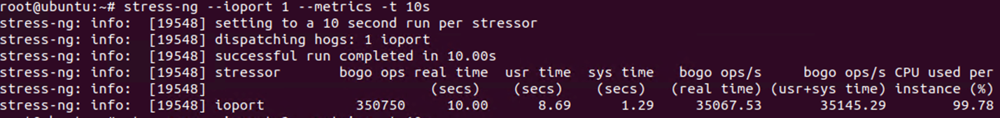 root@ubuntu:~# stress-ng --ioport 1 --metrics -t 10s
stress-ng: info:  [19548] setting to a 10 second run per stressor
stress-ng: info:  [19548] dispatching hogs: 1 ioport
stress-ng: info:  [19548] successful run completed in 10.00s
stress-ng: info:  [19548] stressor       bogo ops real time  usr time  sys time   bogo ops/s     bogo ops/s CPU used per
stress-ng: info:  [19548]                           (secs)    (secs)    (secs)   (real time) (usr+sys time) instance (%)
stress-ng: info:  [19548] ioport           350750     10.00      8.69      1.29     35067.53       35145.29        99.78